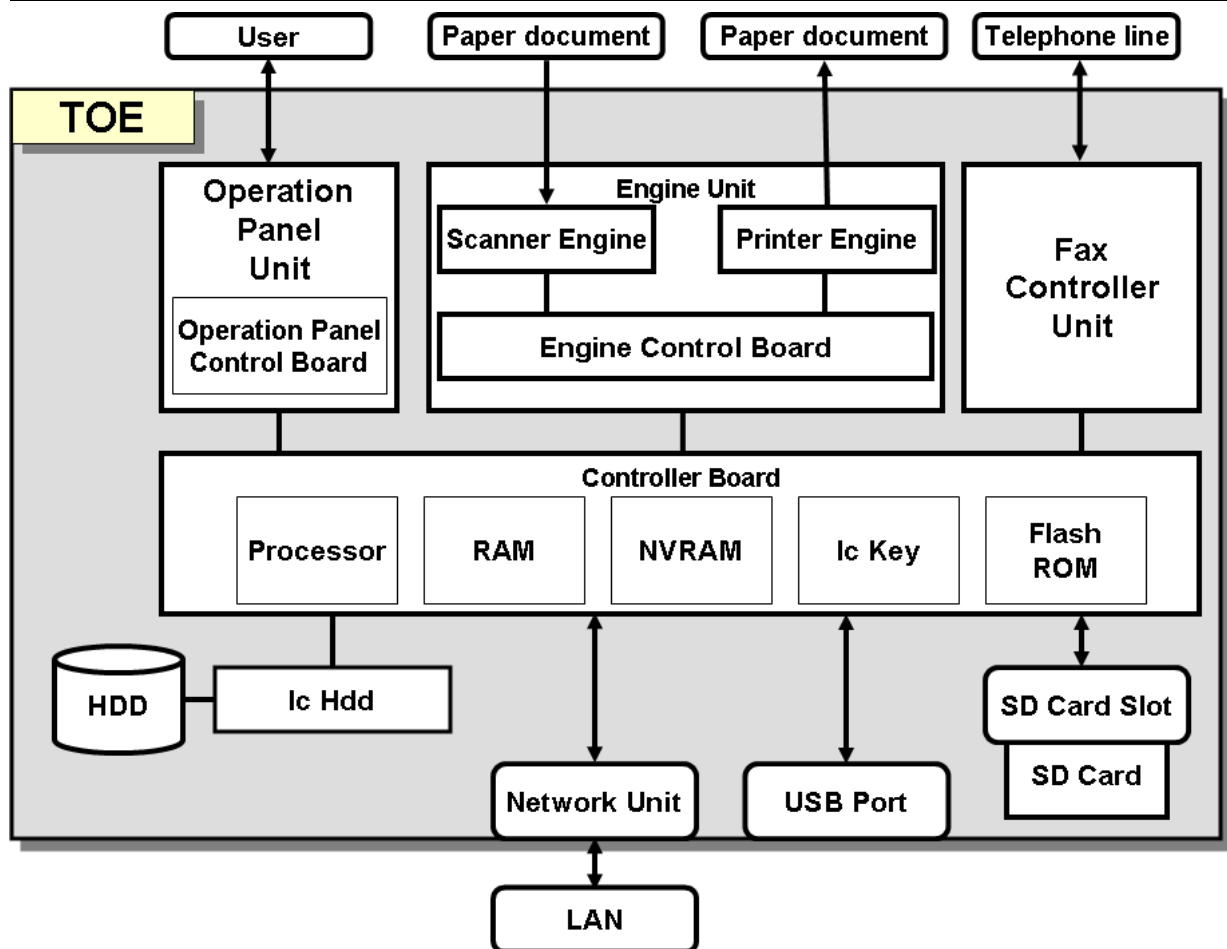 User
Paper document
Paper document
Telephone line
TOE
Operation
Panel
Unit
Operation Panel
Control Board
Engine Unit
Scanner Engine
Printer Engine
Engine Control Board
Fax
Controller
Unit
Controller Board
Processor
RAM
NVRAM
Ic Key
Flash
ROM
HDD
Ic Hdd
SD Card Slot
SD Card
Network Unit
USB Port
LAN